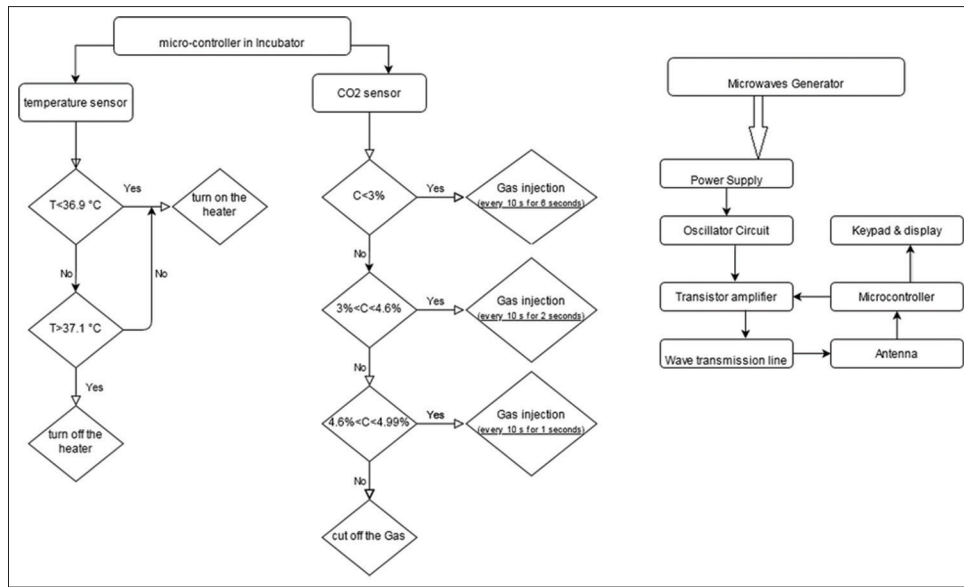 micro-controller in Incubator
temperature sensor
T<36.9 °C
Yes
turn on the
heater
No
No
T>37.1 °C
Yes
turn off the
heater
CO2 sensor
C<3%
Yes
Gas injection
(every 10 s for 6 seconds)
No
3%<C<4.6%
Yes
Gas injection
(every 10 s for 2 seconds)
No
4.6%<C<4.99%
Yes
Gas injection
(every 10 s for 1 seconds)
No
cut off the Gas
Microwaves Generator
Power Supply
Oscillator Circuit
Keypad & display
Transistor amplifier
Microcontroller
Wave transmission line
Antenna